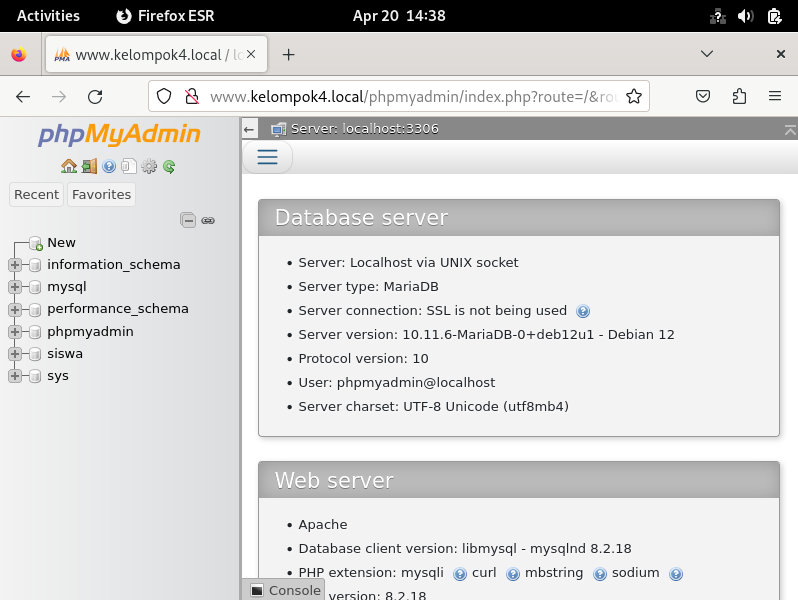 Activities Firefox ESR Apr 20 14:38
www.kelompok4.local / lo
www.kelompok4.local/phpmyadmin/index.php?route=/&rou
phpMyAdmin
Recent Favorites
New
information_schema
mysql
performance_schema
phpmyadmin
siswa
sys
Server: localhost:3306
Database server
• Server: Localhost via UNIX socket
• Server type: MariaDB
• Server connection: SSL is not being used
• Server version: 10.11.6-MariaDB-0+deb12u1 - Debian 12
• Protocol version: 10
• User: phpmyadmin@localhost
• Server charset: UTF-8 Unicode (utf8mb4)
Web server
• Apache
• Database client version: libmysql - mysqlnd 8.2.18
• PHP extension: mysqli curl mbstring sodium
version: 8.2.18
Console